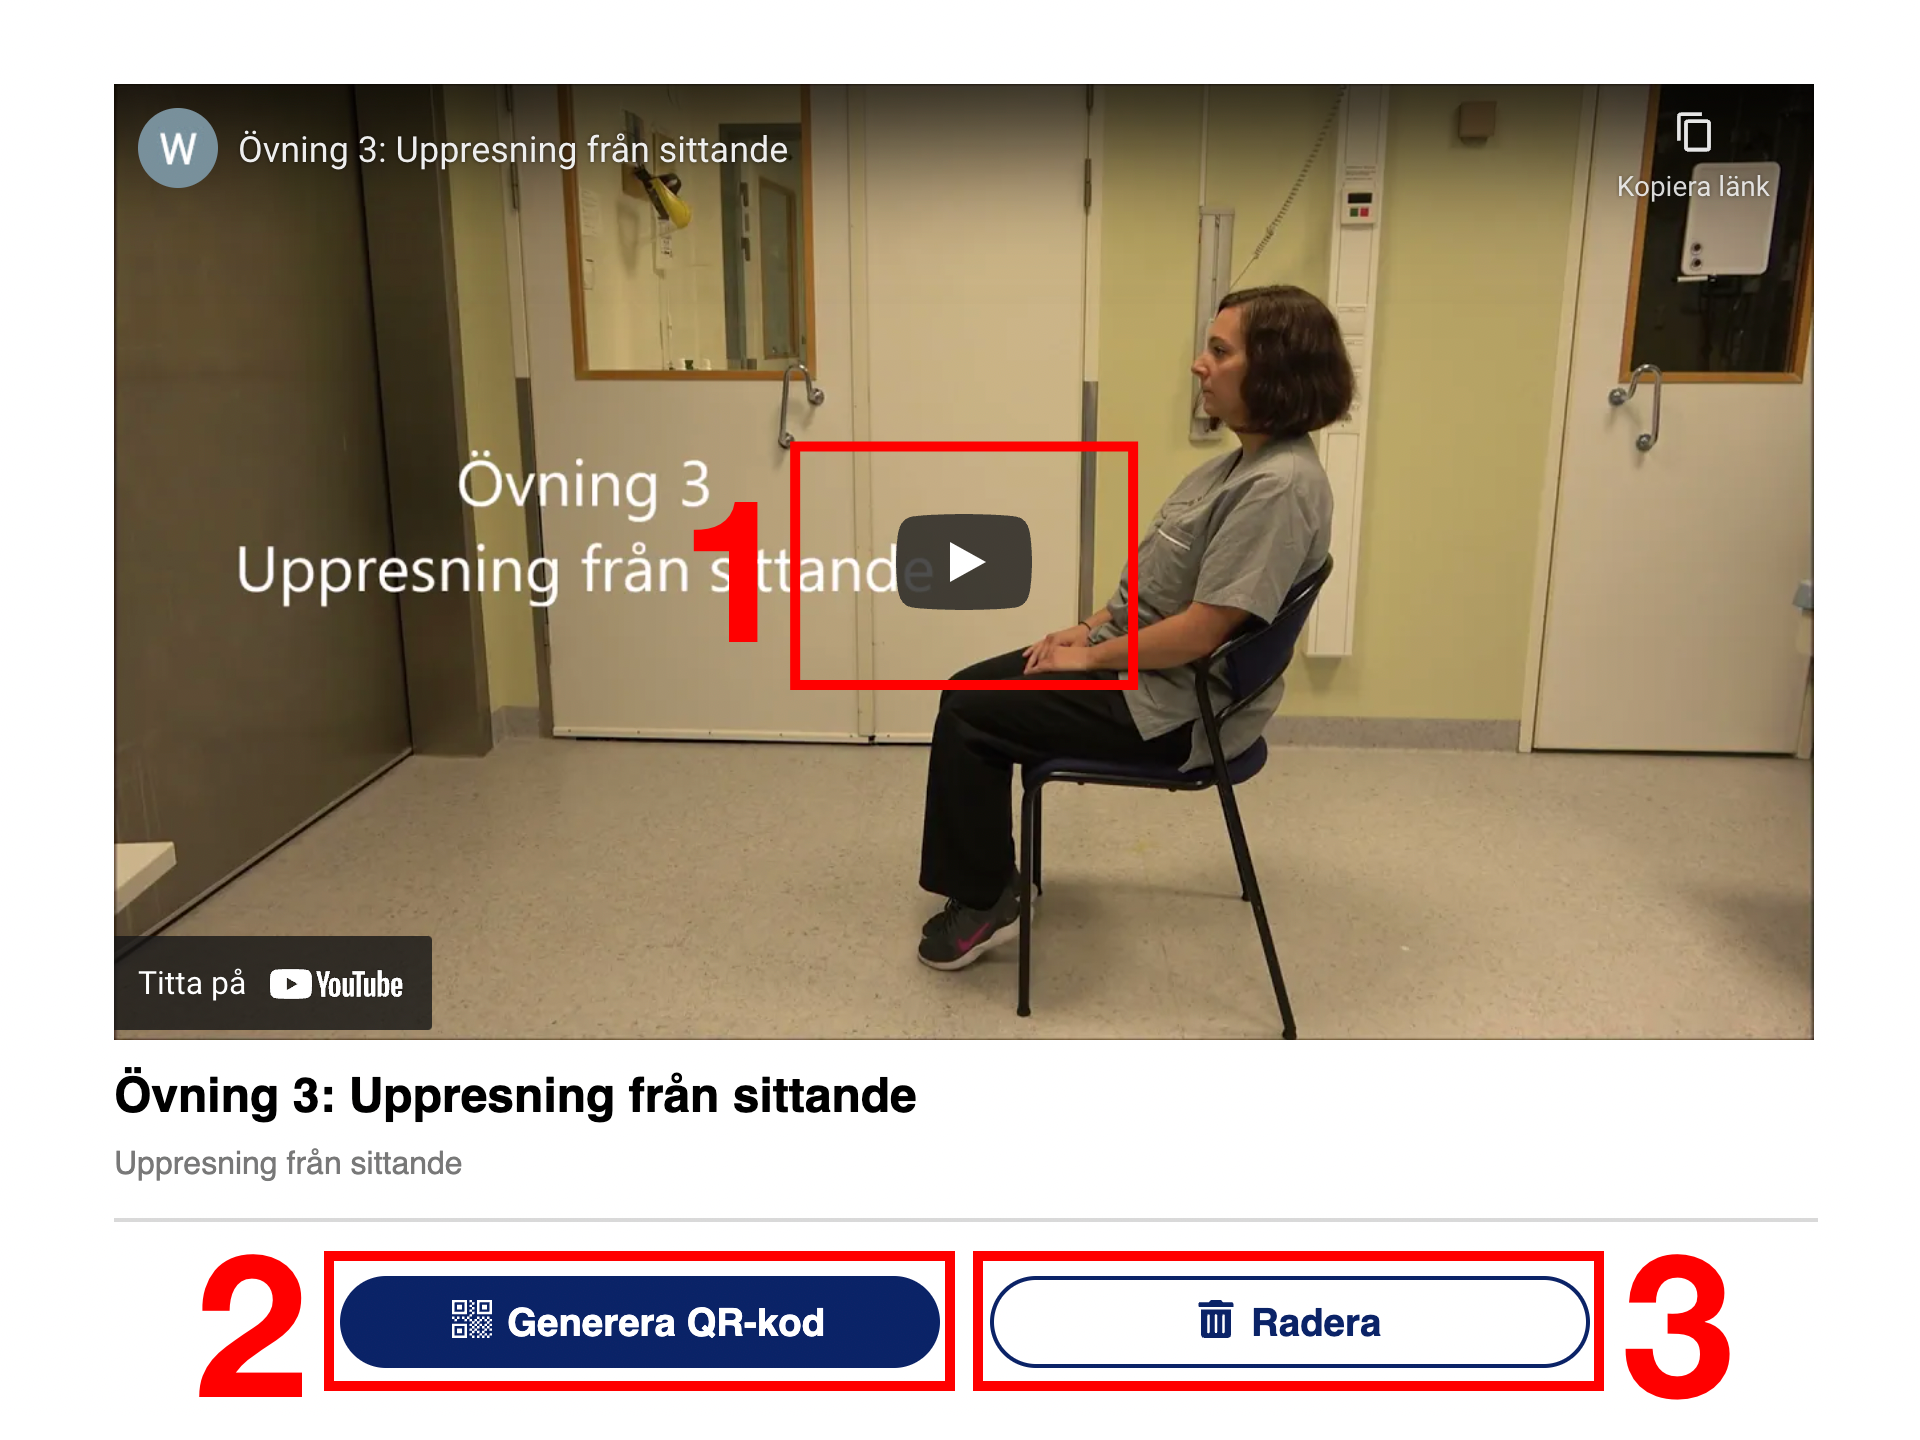 W
Övning 3: Uppresning från sittande
Kopiera länk
Övning 3
Uppresning från sittande
1
Titta på YouTube
Övning 3: Uppresning från sittande
Uppresning från sittande
2
Generera QR-kod
Radera
3